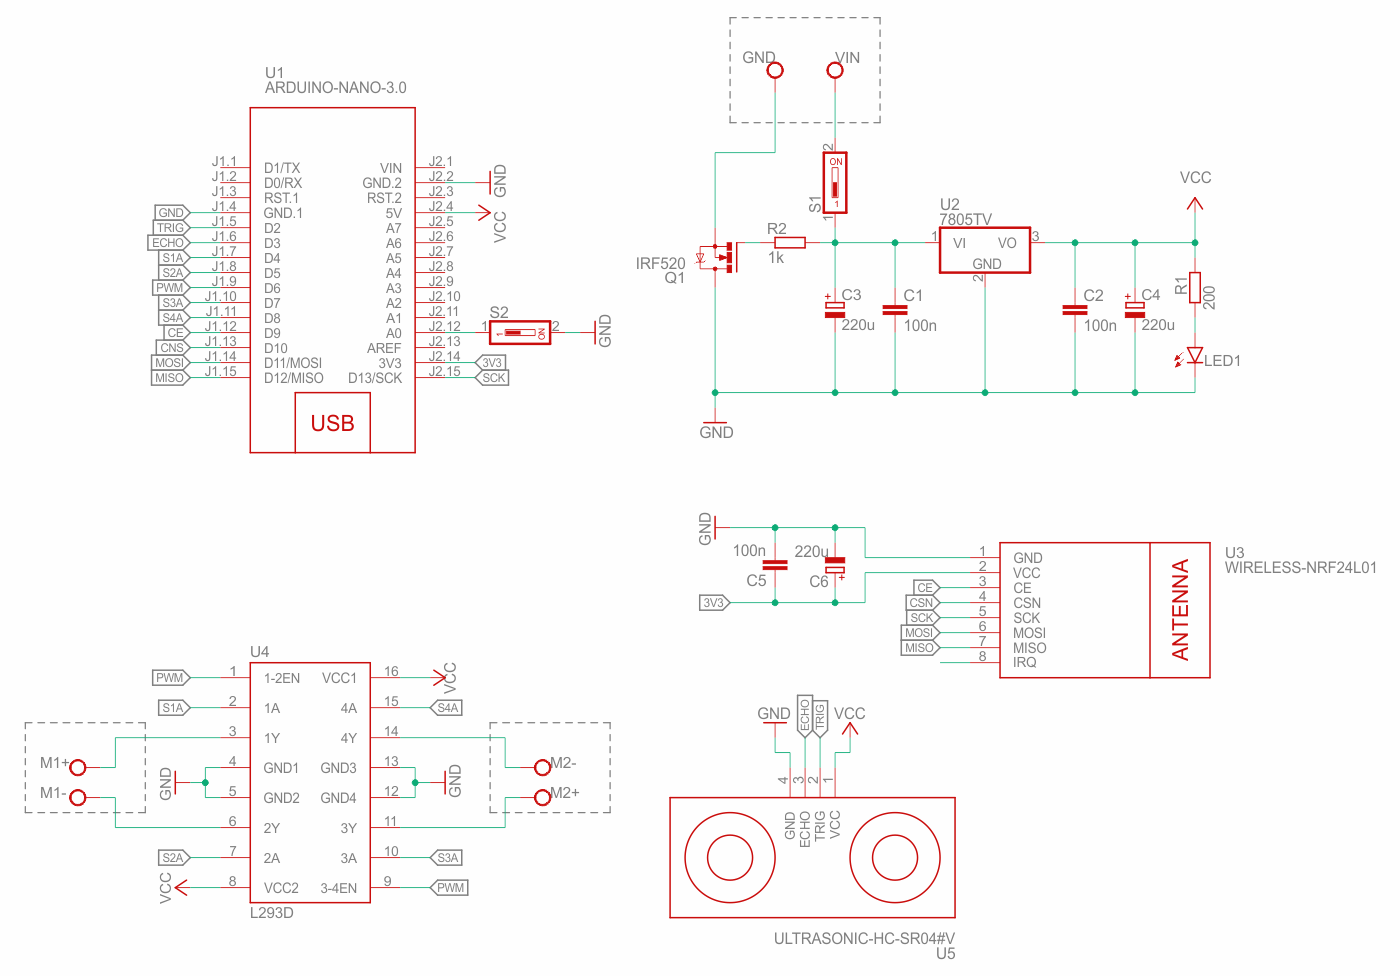 U1
ARDUINO-NANO-3.0
J1.1 D1/TX VIN J2.1
J1.2 D0/RX GND.2 J2.2 GND
J1.3 RST.1 RST.2 J2.3
GND J1.4 GND.1 5V J2.4 VCC
TRIG J1.5 D2 A7 J2.5
ECHO J1.6 D3 A6 J2.6
S1A J1.7 D4 A5 J2.7
S2A J1.8 D5 A4 J2.8
PWM J1.9 D6 A3 J2.9
S3A J1.10 D7 A2 J2.10
S4A J1.11 D8 A1 J2.11
CE J1.12 D9 A0 J2.12 1 S2 1 ON 2 GND
CNS J1.13 D10 AREF J2.13
MOSI J1.14 D11/MOSI 3V3 J2.14 3V3
MISO J1.15 D12/MISO D13/SCK J2.15 SCK
USB
GND VIN
2
ON
1
S1
1
VCC
U2
7805TV
R2
1k
1 VI VO 3
GND
2
IRF520
Q1
+ C3
220u
C1
100n
C2
100n
+ C4
220u
R1
200
LED1
GND
GND
100n
C5
220u
C6 +
3V3
U3
WIRELESS-NRF24L01
1 GND
2 VCC
CE 3 CE
CSN 4 CSN
SCK 5 SCK
MOSI 6 MOSI
MISO 7 MISO
8 IRQ
ANTENNA
U4
PWM 1 1-2EN VCC1 16 VCC
S1A 2 1A 4A 15 S4A
3 1Y 4Y 14
M1+ GND 4 GND1 GND3 13 GND M2-
M1- 5 GND2 GND4 12 M2+
6 2Y 3Y 11
S2A 7 2A 3A 10 S3A
VCC 8 VCC2 3-4EN 9 PWM
L293D
GND ECHO TRIG VCC
4 3 2 1
GND ECHO TRIG VCC
ULTRASONIC-HC-SR04#V
U5